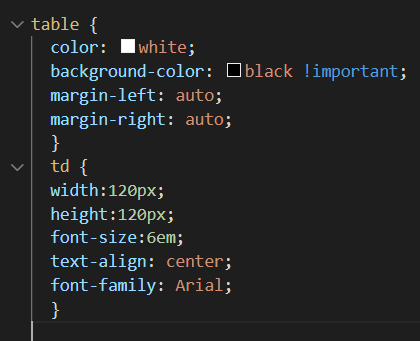 table {
color: white;
background-color: black !important;
margin-left: auto;
margin-right: auto;
}
td {
width:120px;
height:120px;
font-size:6em;
text-align: center;
font-family: Arial;
}